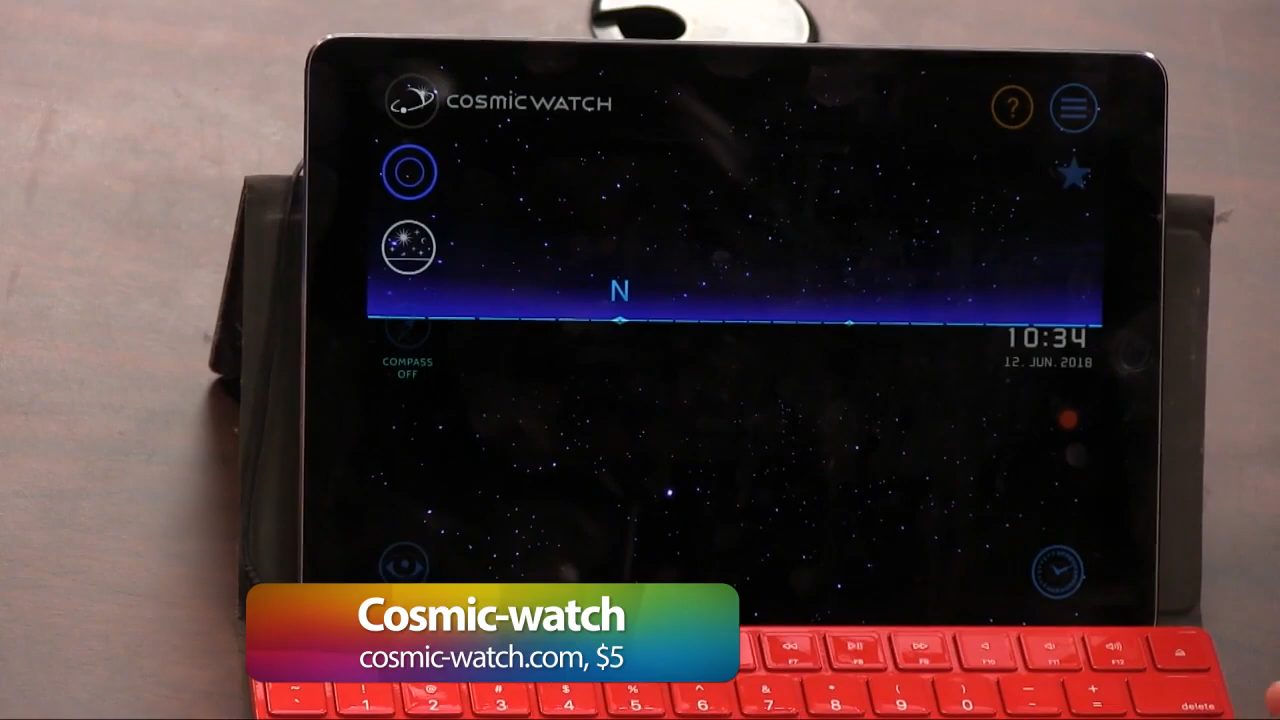 COSMIC WATCH
?
N
10:34
12. JUN. 2018
COMPASS
OFF
Cosmic-watch
cosmic-watch.com, $5
F7 F8 F9 F10 F11 F12
~ ! @ # $ % ^ & * ( ) — +
` 1 2 3 4 5 6 7 8 9 0 - = delete